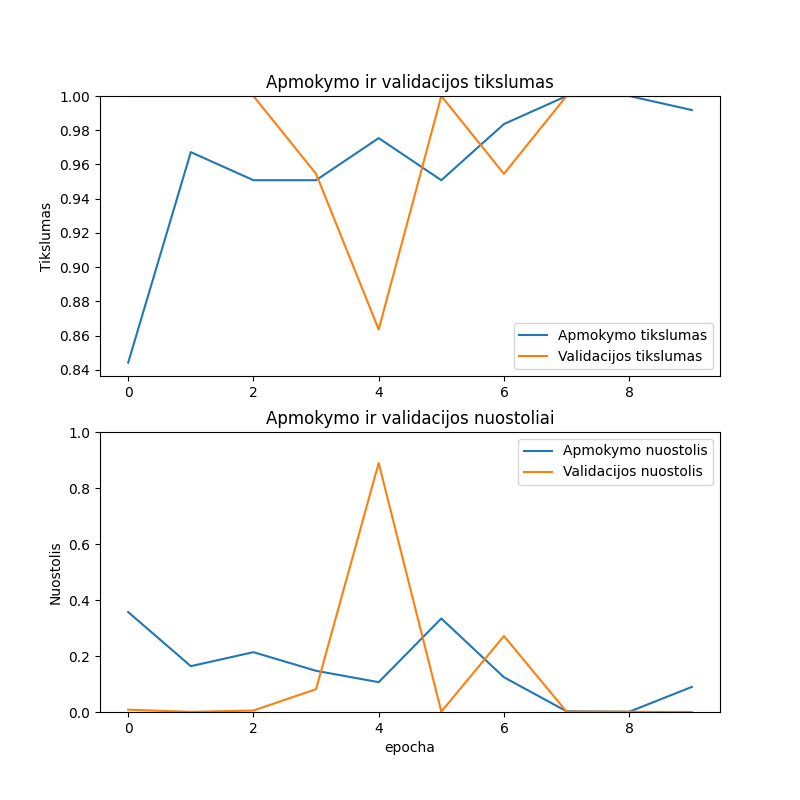 Apmokymo ir validacijos tikslumas
1.00
0.98
0.96
0.94
0.92
0.90
0.88
0.86
0.84
Tikslumas
Apmokymo tikslumas
Validacijos tikslumas
0 2 4 6 8
Apmokymo ir validacijos nuostoliai
1.0
0.8
0.6
0.4
0.2
0.0
Nuostolis
Apmokymo nuostolis
Validacijos nuostolis
0 2 4 6 8
epocha